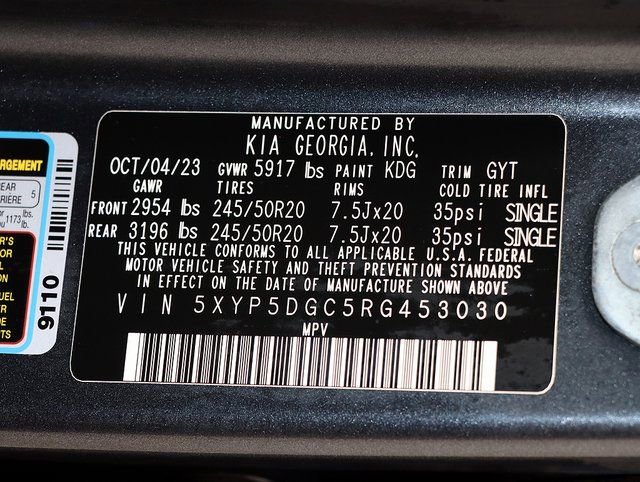 MANUFACTURED BY
KIA GEORGIA, INC.
OCT/04/23 GVWR 5917 lbs PAINT KDG TRIM GYT
GAWR TIRES RIMS COLD TIRE INFL
FRONT 2954 lbs 245/50R20 7.5Jx20 35psi SINGLE
REAR 3196 lbs 245/50R20 7.5Jx20 35psi SINGLE
THIS VEHICLE CONFORMS TO ALL APPLICABLE U.S.A. FEDERAL
MOTOR VEHICLE SAFETY AND THEFT PREVENTION STANDARDS
IN EFFECT ON THE DATE OF MANUFACTURE SHOWN ABOVE
VIN 5XYP5DGC5RG453030
MPV
5
1173 lbs.
9110